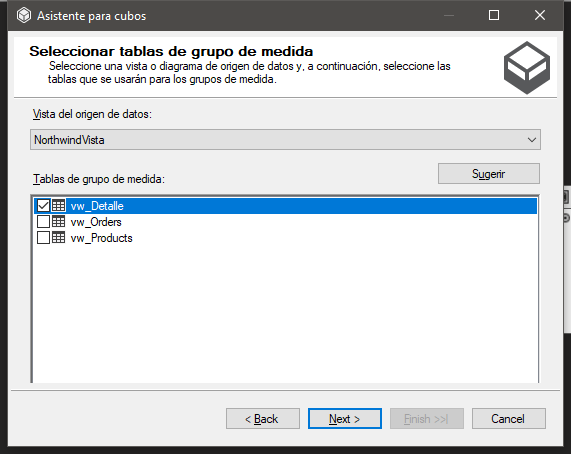 Asistente para cubos
Seleccionar tablas de grupo de medida
Seleccione una vista o diagrama de origen de datos y, a continuación, seleccione las
tablas que se usarán para los grupos de medida.
Vista del origen de datos:
NorthwindVista
Tablas de grupo de medida:
Sugerir
vw_Detalle
vw_Orders
vw_Products
< Back
Next >
Finish >>|
Cancel